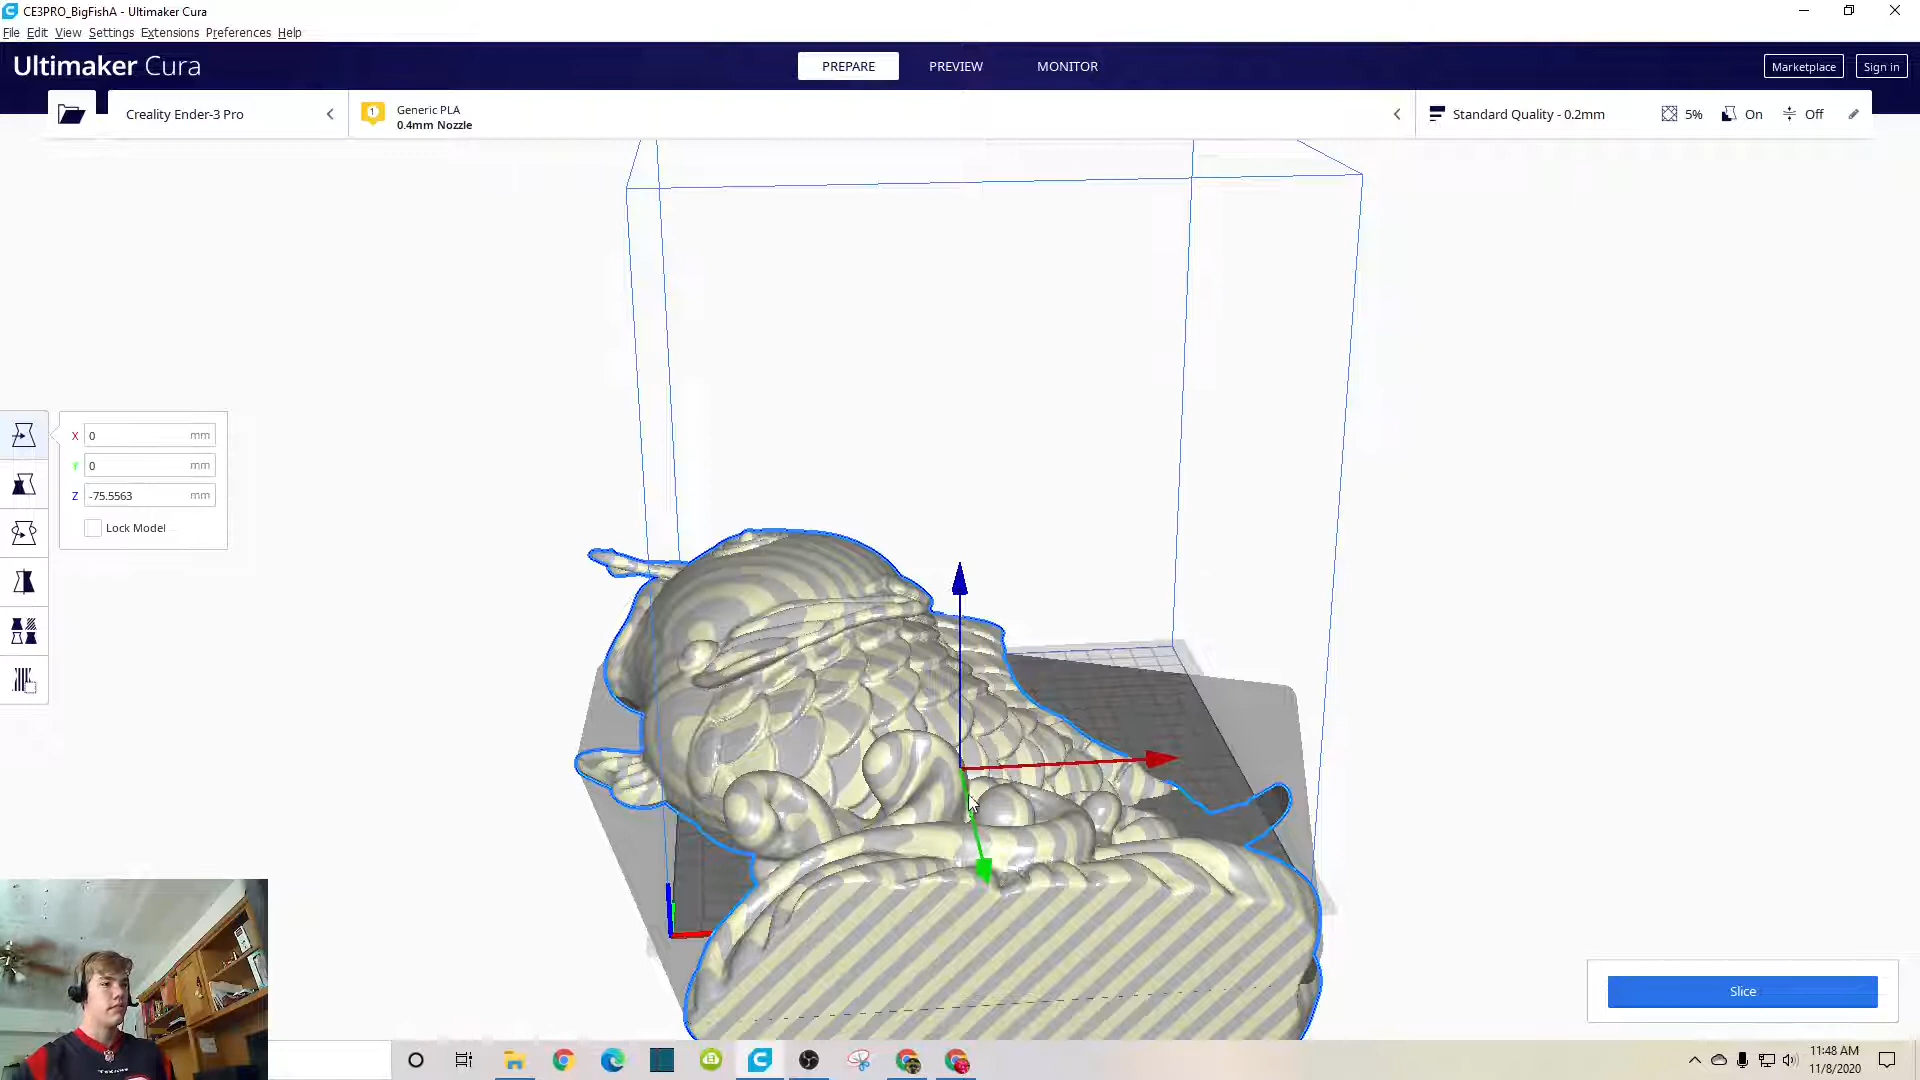 CE3PRO_BigFishA - Ultimaker Cura
File Edit View Settings Extensions Preferences Help
Ultimaker Cura
PREPARE PREVIEW MONITOR
Marketplace Sign in
Creality Ender-3 Pro
1
Generic PLA
0.4mm Nozzle
Standard Quality - 0.2mm
5%
On
Off
X 0 mm
Y 0 mm
Z -75.5563 mm
Lock Model
Slice
11:48 AM
11/8/2020